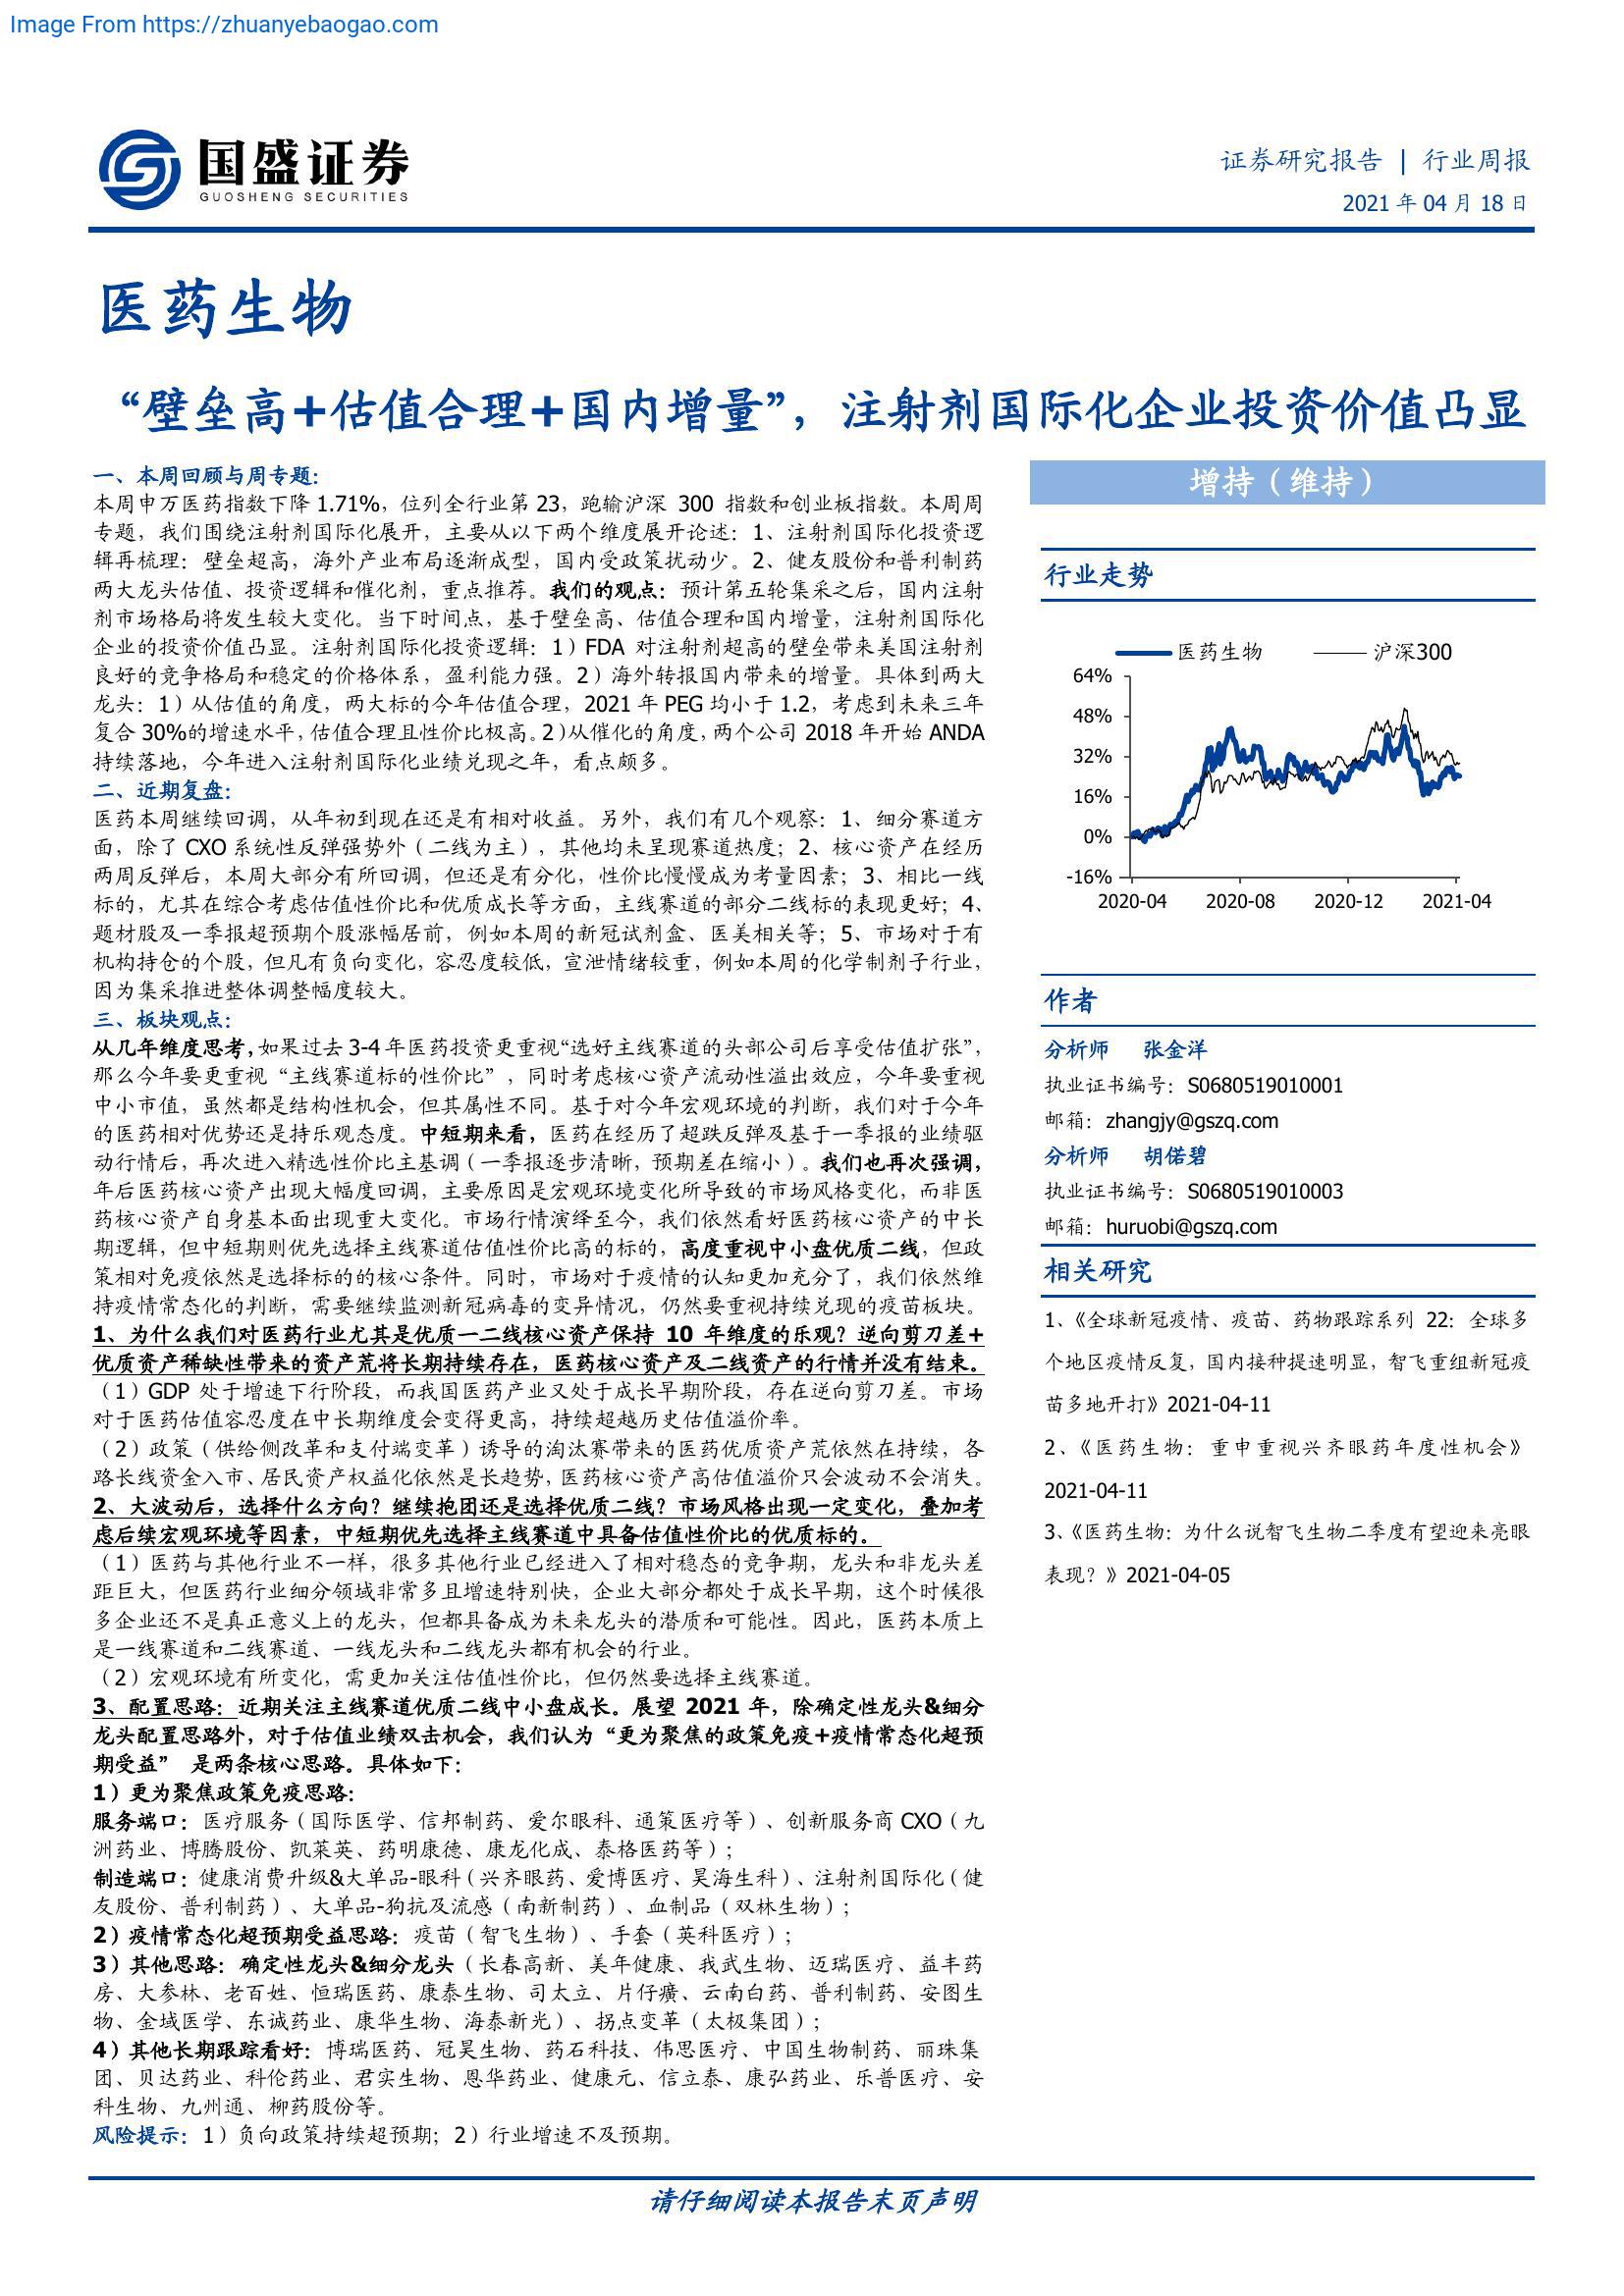 Image From https://zhuanyebaogao.com
国盛证券
GUOSHENG SECURITIES
证券研究报告 | 行业周报
2021 年 04 月 18 日
医药生物
“壁垒高+估值合理+国内增量”，注射剂国际化企业投资价值凸显
一、本周回顾与周专题：
本周申万医药指数下降 1.71%，位列全行业第 23，跑输沪深 300 指数和创业板指数。本周周
专题，我们围绕注射剂国际化展开，主要从以下两个维度展开论述：1、注射剂国际化投资逻
辑再梳理：壁垒超高，海外产业布局逐渐成型，国内受政策扰动少。2、健友股份和普利制药
两大龙头估值、投资逻辑和催化剂，重点推荐。我们的观点：预计第五轮集采之后，国内注射
剂市场格局将发生较大变化。当下时间点，基于壁垒高、估值合理和国内增量，注射剂国际化
企业的投资价值凸显。注射剂国际化投资逻辑：1）FDA 对注射剂超高的壁垒带来美国注射剂
良好的竞争格局和稳定的价格体系，盈利能力强。2）海外转报国内带来的增量。具体到两大
龙头：1）从估值的角度，两大标的今年估值合理，2021 年 PEG 均小于 1.2，考虑到未来三年
复合 30%的增速水平，估值合理且性价比极高。2）从催化的角度，两个公司 2018 年开始 ANDA
持续落地，今年进入注射剂国际化业绩兑现之年，看点颇多。
二、近期复盘：
医药本周继续回调，从年初到现在还是有相对收益。另外，我们有几个观察：1、细分赛道方
面，除了 CXO 系统性反弹强势外（二线为主），其他均未呈现赛道热度；2、核心资产在经历
两周反弹后，本周大部分有所回调，但还是有分化，性价比慢慢成为考量因素；3、相比一线
标的，尤其在综合考虑估值性价比和优质成长等方面，主线赛道的部分二线标的表现更好；4、
题材股及一季报超预期个股涨幅居前，例如本周的新冠试剂盒、医美相关等；5、市场对于有
机构持仓的个股，但凡有负向变化，容忍度较低，宣泄情绪较重，例如本周的化学制剂子行业，
因为集采推进整体调整幅度较大。
三、板块观点：
从几年维度思考，如果过去 3-4 年医药投资更重视“选好主线赛道的头部公司后享受估值扩张”，
那么今年要更重视“主线赛道标的性价比”，同时考虑核心资产流动性溢出效应，今年要重视
中小市值，虽然都是结构性机会，但其属性不同。基于对今年宏观环境的判断，我们对于今年
的医药相对优势还是持乐观态度。中短期来看，医药在经历了超跌反弹及基于一季报的业绩驱
动行情后，再次进入精选性价比主基调（一季报逐步清晰，预期差在缩小）。我们也再次强调，
年后医药核心资产出现大幅度回调，主要原因是宏观环境变化所导致的市场风格变化，而非医
药核心资产自身基本面出现重大变化。市场行情演绎至今，我们依然看好医药核心资产的中长
期逻辑，但中短期则优先选择主线赛道估值性价比高的标的，高度重视中小盘优质二线，但政
策相对免疫依然是选择标的的核心条件。同时，市场对于疫情的认知更加充分了，我们依然维
持疫情常态化的判断，需要继续监测新冠病毒的变异情况，仍然要重视持续兑现的疫苗板块。
1、为什么我们对医药行业尤其是优质一二线核心资产保持 10 年维度的乐观？逆向剪刀差+
优质资产稀缺性带来的资产荒将长期持续存在，医药核心资产及二线资产的行情并没有结束。
（1）GDP 处于增速下行阶段，而我国医药产业又处于成长早期阶段，存在逆向剪刀差。市场
对于医药估值容忍度在中长期维度会变得更高，持续超越历史估值溢价率。
（2）政策（供给侧改革和支付端变革）诱导的淘汰赛带来的医药优质资产荒依然在持续，各
路长线资金入市、居民资产权益化依然是长趋势，医药核心资产高估值溢价只会波动不会消失。
2、大波动后，选择什么方向？继续抱团还是选择优质二线？市场风格出现一定变化，叠加考
虑后续宏观环境等因素，中短期优先选择主线赛道中具备估值性价比的优质标的。
（1）医药与其他行业不一样，很多其他行业已经进入了相对稳态的竞争期，龙头和非龙头差
距巨大，但医药行业细分领域非常多且增速特别快，企业大部分都处于成长早期，这个时候很
多企业还不是真正意义上的龙头，但都具备成为未来龙头的潜质和可能性。因此，医药本质上
是一线赛道和二线赛道、一线龙头和二线龙头都有机会的行业。
（2）宏观环境有所变化，需更加关注估值性价比，但仍然要选择主线赛道。
3、配置思路：近期关注主线赛道优质二线中小盘成长。展望 2021 年，除确定性龙头&细分
龙头配置思路外，对于估值业绩双击机会，我们认为“更为聚焦的政策免疫+疫情常态化超预
期受益” 是两条核心思路。具体如下：
1）更为聚焦政策免疫思路：
服务端口：医疗服务（国际医学、信邦制药、爱尔眼科、通策医疗等）、创新服务商 CXO（九
洲药业、博腾股份、凯莱英、药明康德、康龙化成、泰格医药等）；
制造端口：健康消费升级&大单品-眼科（兴齐眼药、爱博医疗、昊海生科）、注射剂国际化（健
友股份、普利制药）、大单品-狗抗及流感（南新制药）、血制品（双林生物）；
2）疫情常态化超预期受益思路：疫苗（智飞生物）、手套（英科医疗）；
3）其他思路：确定性龙头&细分龙头（长春高新、美年健康、我武生物、迈瑞医疗、益丰药
房、大参林、老百姓、恒瑞医药、康泰生物、司太立、片仔癀、云南白药、普利制药、安图生
物、金域医学、东诚药业、康华生物、海泰新光）、拐点变革（太极集团）；
4）其他长期跟踪看好：博瑞医药、冠昊生物、药石科技、伟思医疗、中国生物制药、丽珠集
团、贝达药业、科伦药业、君实生物、恩华药业、健康元、信立泰、康弘药业、乐普医疗、安
科生物、九州通、柳药股份等。
风险提示：1）负向政策持续超预期；2）行业增速不及预期。
增持（维持）
行业走势
医药生物 沪深300
64%
48%
32%
16%
0%
-16%
2020-04 2020-08 2020-12 2021-04
作者
分析师 张金洋
执业证书编号：S0680519010001
邮箱：zhangjy@gszq.com
分析师 胡偌碧
执业证书编号：S0680519010003
邮箱：huruobi@gszq.com
相关研究
1、《全球新冠疫情、疫苗、药物跟踪系列 22：全球多
个地区疫情反复，国内接种提速明显，智飞重组新冠疫
苗多地开打》2021-04-11
2、《医药生物：重申重视兴齐眼药年度性机会》
2021-04-11
3、《医药生物：为什么说智飞生物二季度有望迎来亮眼
表现？》2021-04-05
请仔细阅读本报告末页声明